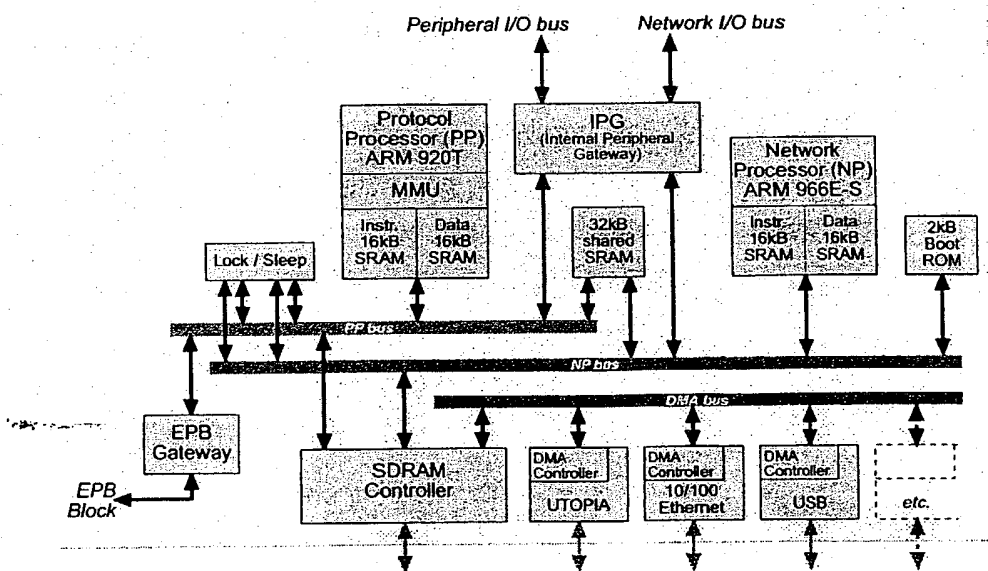 Peripheral I/O bus
Network I/O bus
Protocol
Processor (PP)
ARM 920T
MMU
Instr.
16kB
SRAM
Data
16kB
SRAM
IPG
(Internal Peripheral
Gateway)
Network
Processor (NP)
ARM 966E-S
Instr.
16kB
SRAM
Data
16kB
SRAM
32kB
shared
SRAM
2kB
Boot
ROM
Lock / Sleep
PP bus
NP bus
DMA bus
EPB
Gateway
EPB
Block
SDRAM
Controller
DMA
Controller
UTOPIA
DMA
Controller
10/100
Ethernet
DMA
Controller
USB
etc.